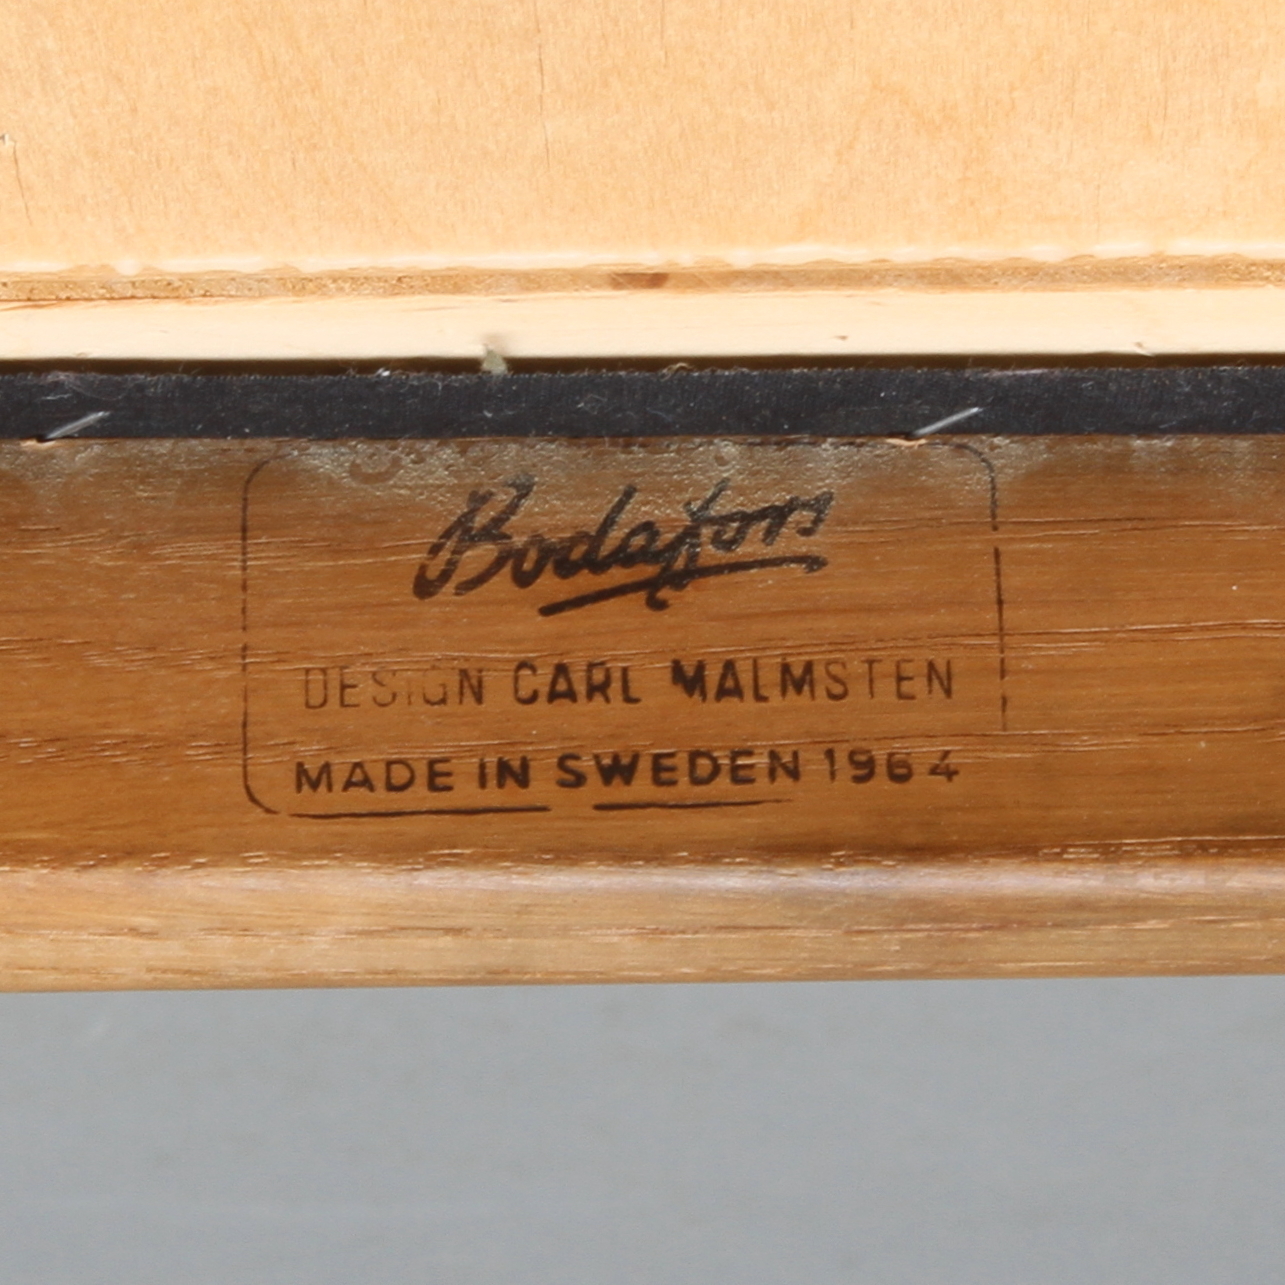 Bodafors
DESIGN CARL MALMSTEN
MADE IN SWEDEN 1964